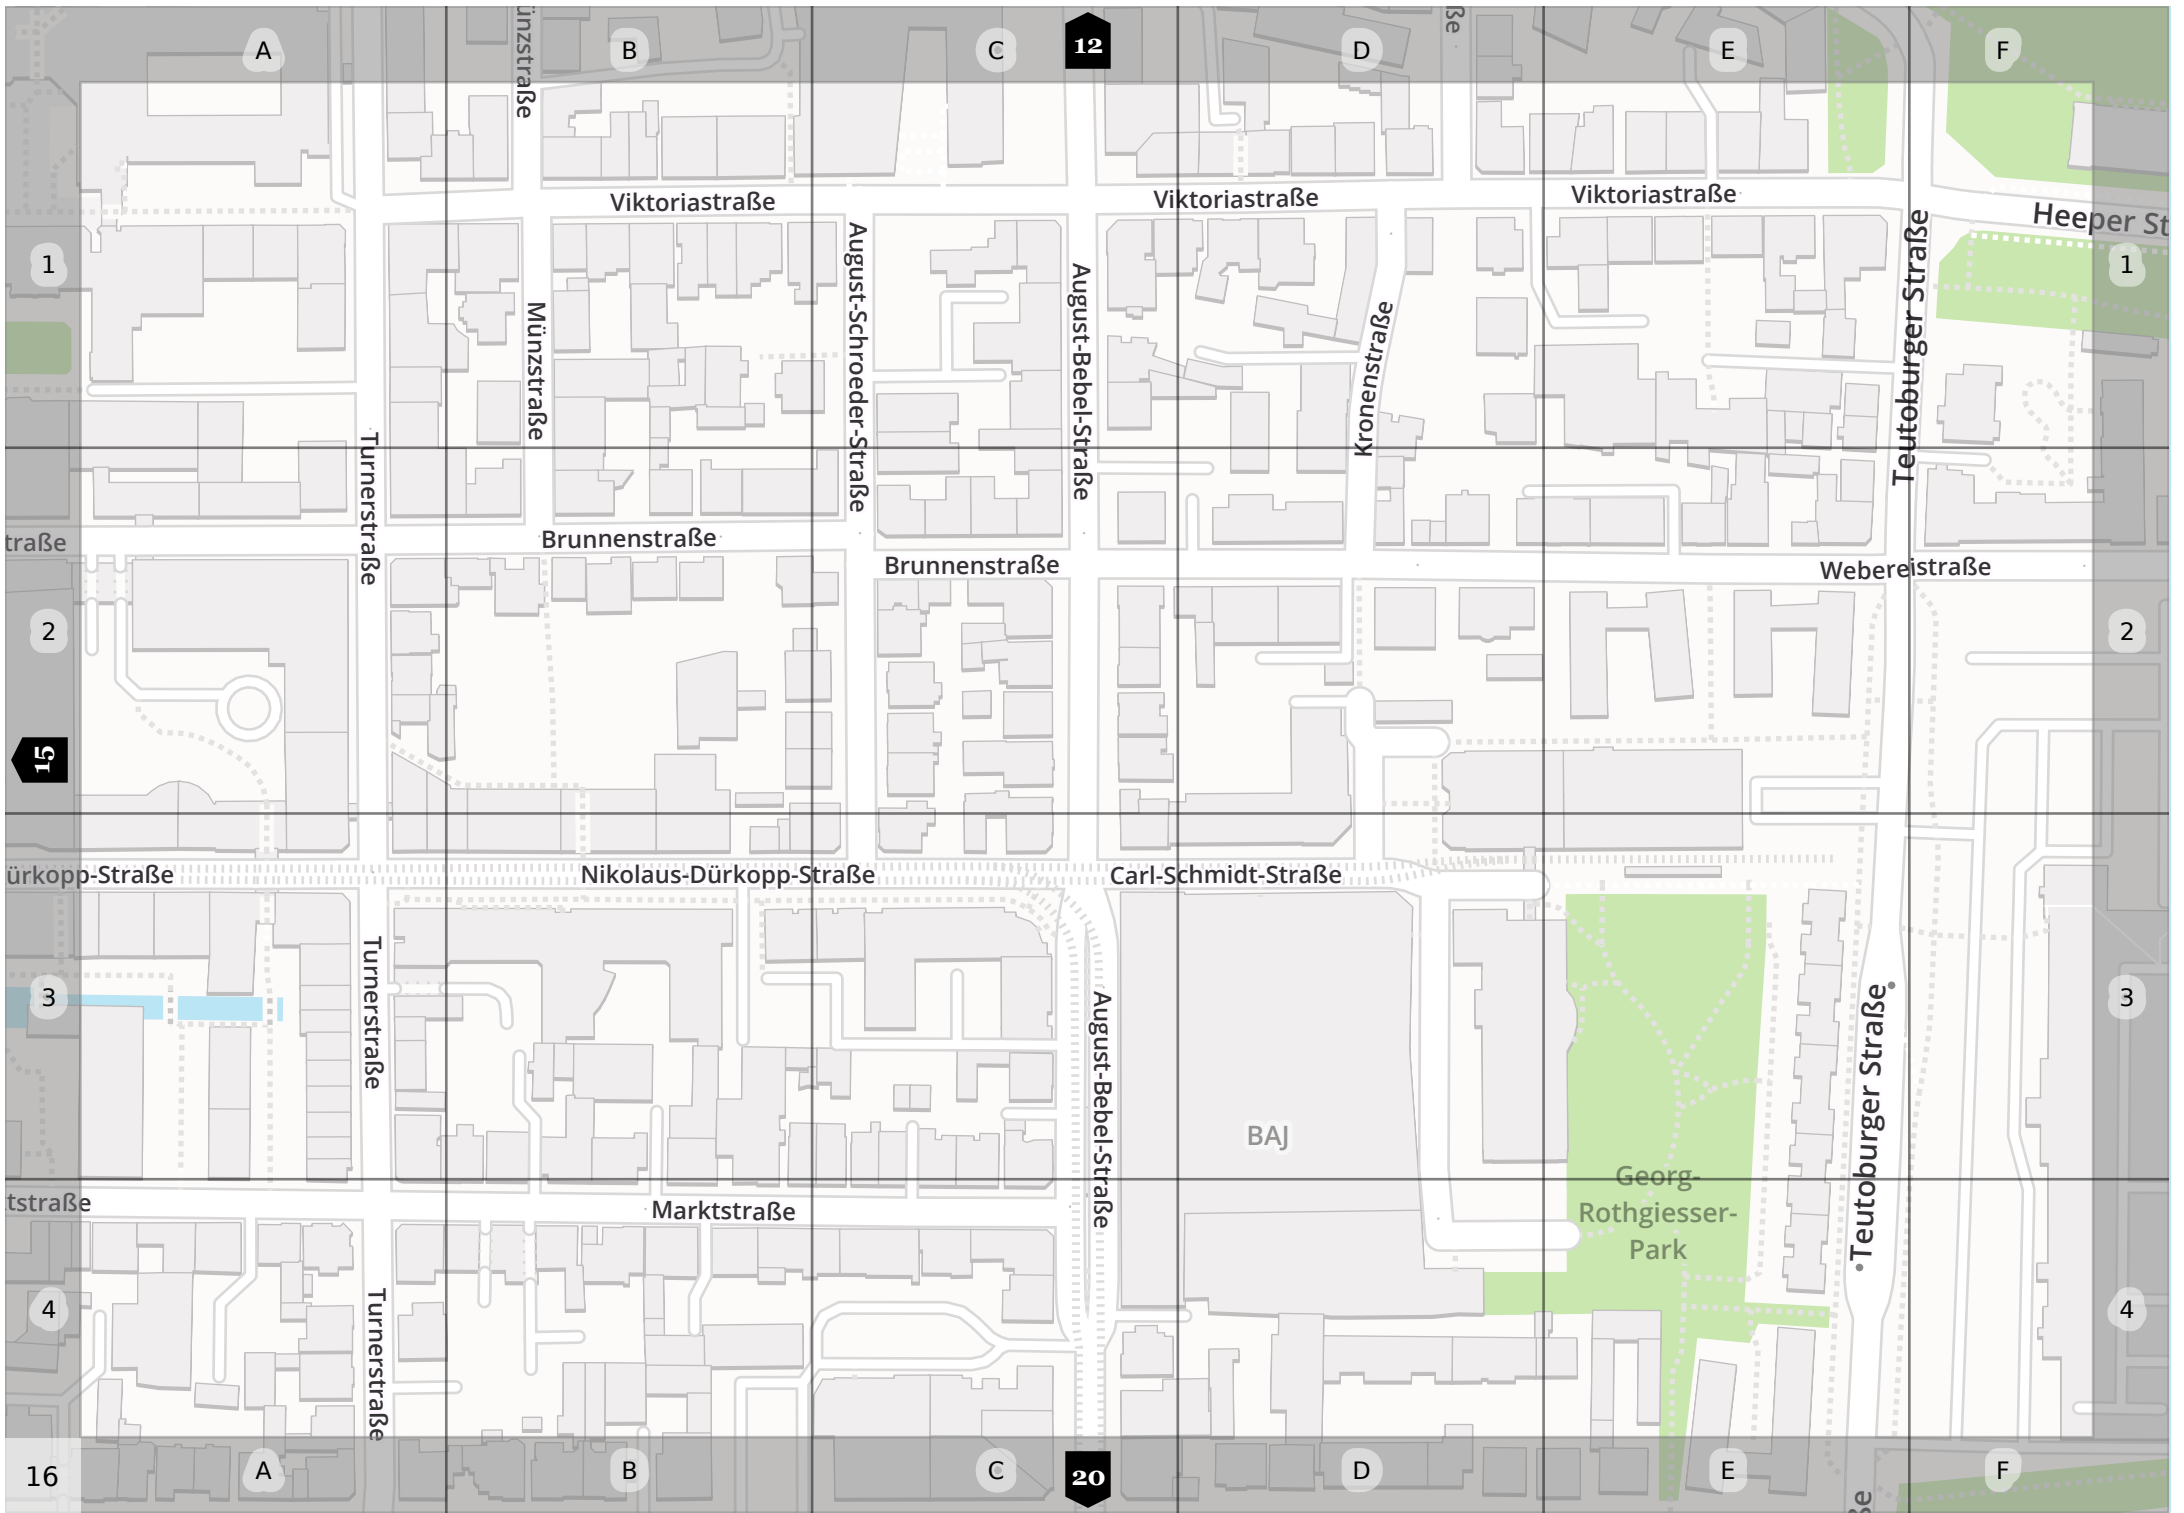 A
B
C
12
D
E
F
ünzstraße
ße
Viktoriastraße
Viktoriastraße
Viktoriastraße
Heeper St
1
Münzstraße
August-Schroeder-Straße
August-Bebel-Straße
Kronenstraße
Teutoburger Straße
1
Turnerstraße
traße
Brunnenstraße
Brunnenstraße
Webereistraße
2
2
15
ürkopp-Straße
Nikolaus-Dürkopp-Straße
Carl-Schmidt-Straße
3
Turnerstraße
August-Bebel-Straße
BAJ
Teutoburger Straße
3
Georg-
Rothgiesser-
Park
tstraße
Marktstraße
4
Turnerstraße
4
16
A
B
C
20
D
E
F
ße